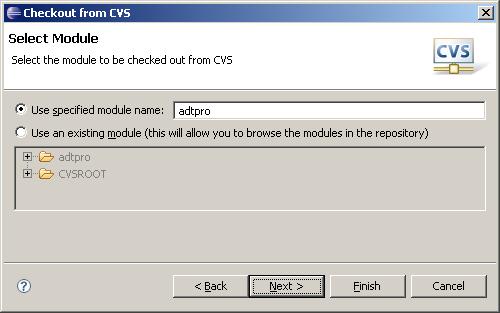 Checkout from CVS
Select Module
Select the module to be checked out from CVS
CVS
Use specified module name: adtpro
Use an existing module (this will allow you to browse the modules in the repository)
adtpro
CVSROOT
? < Back Next > Finish Cancel